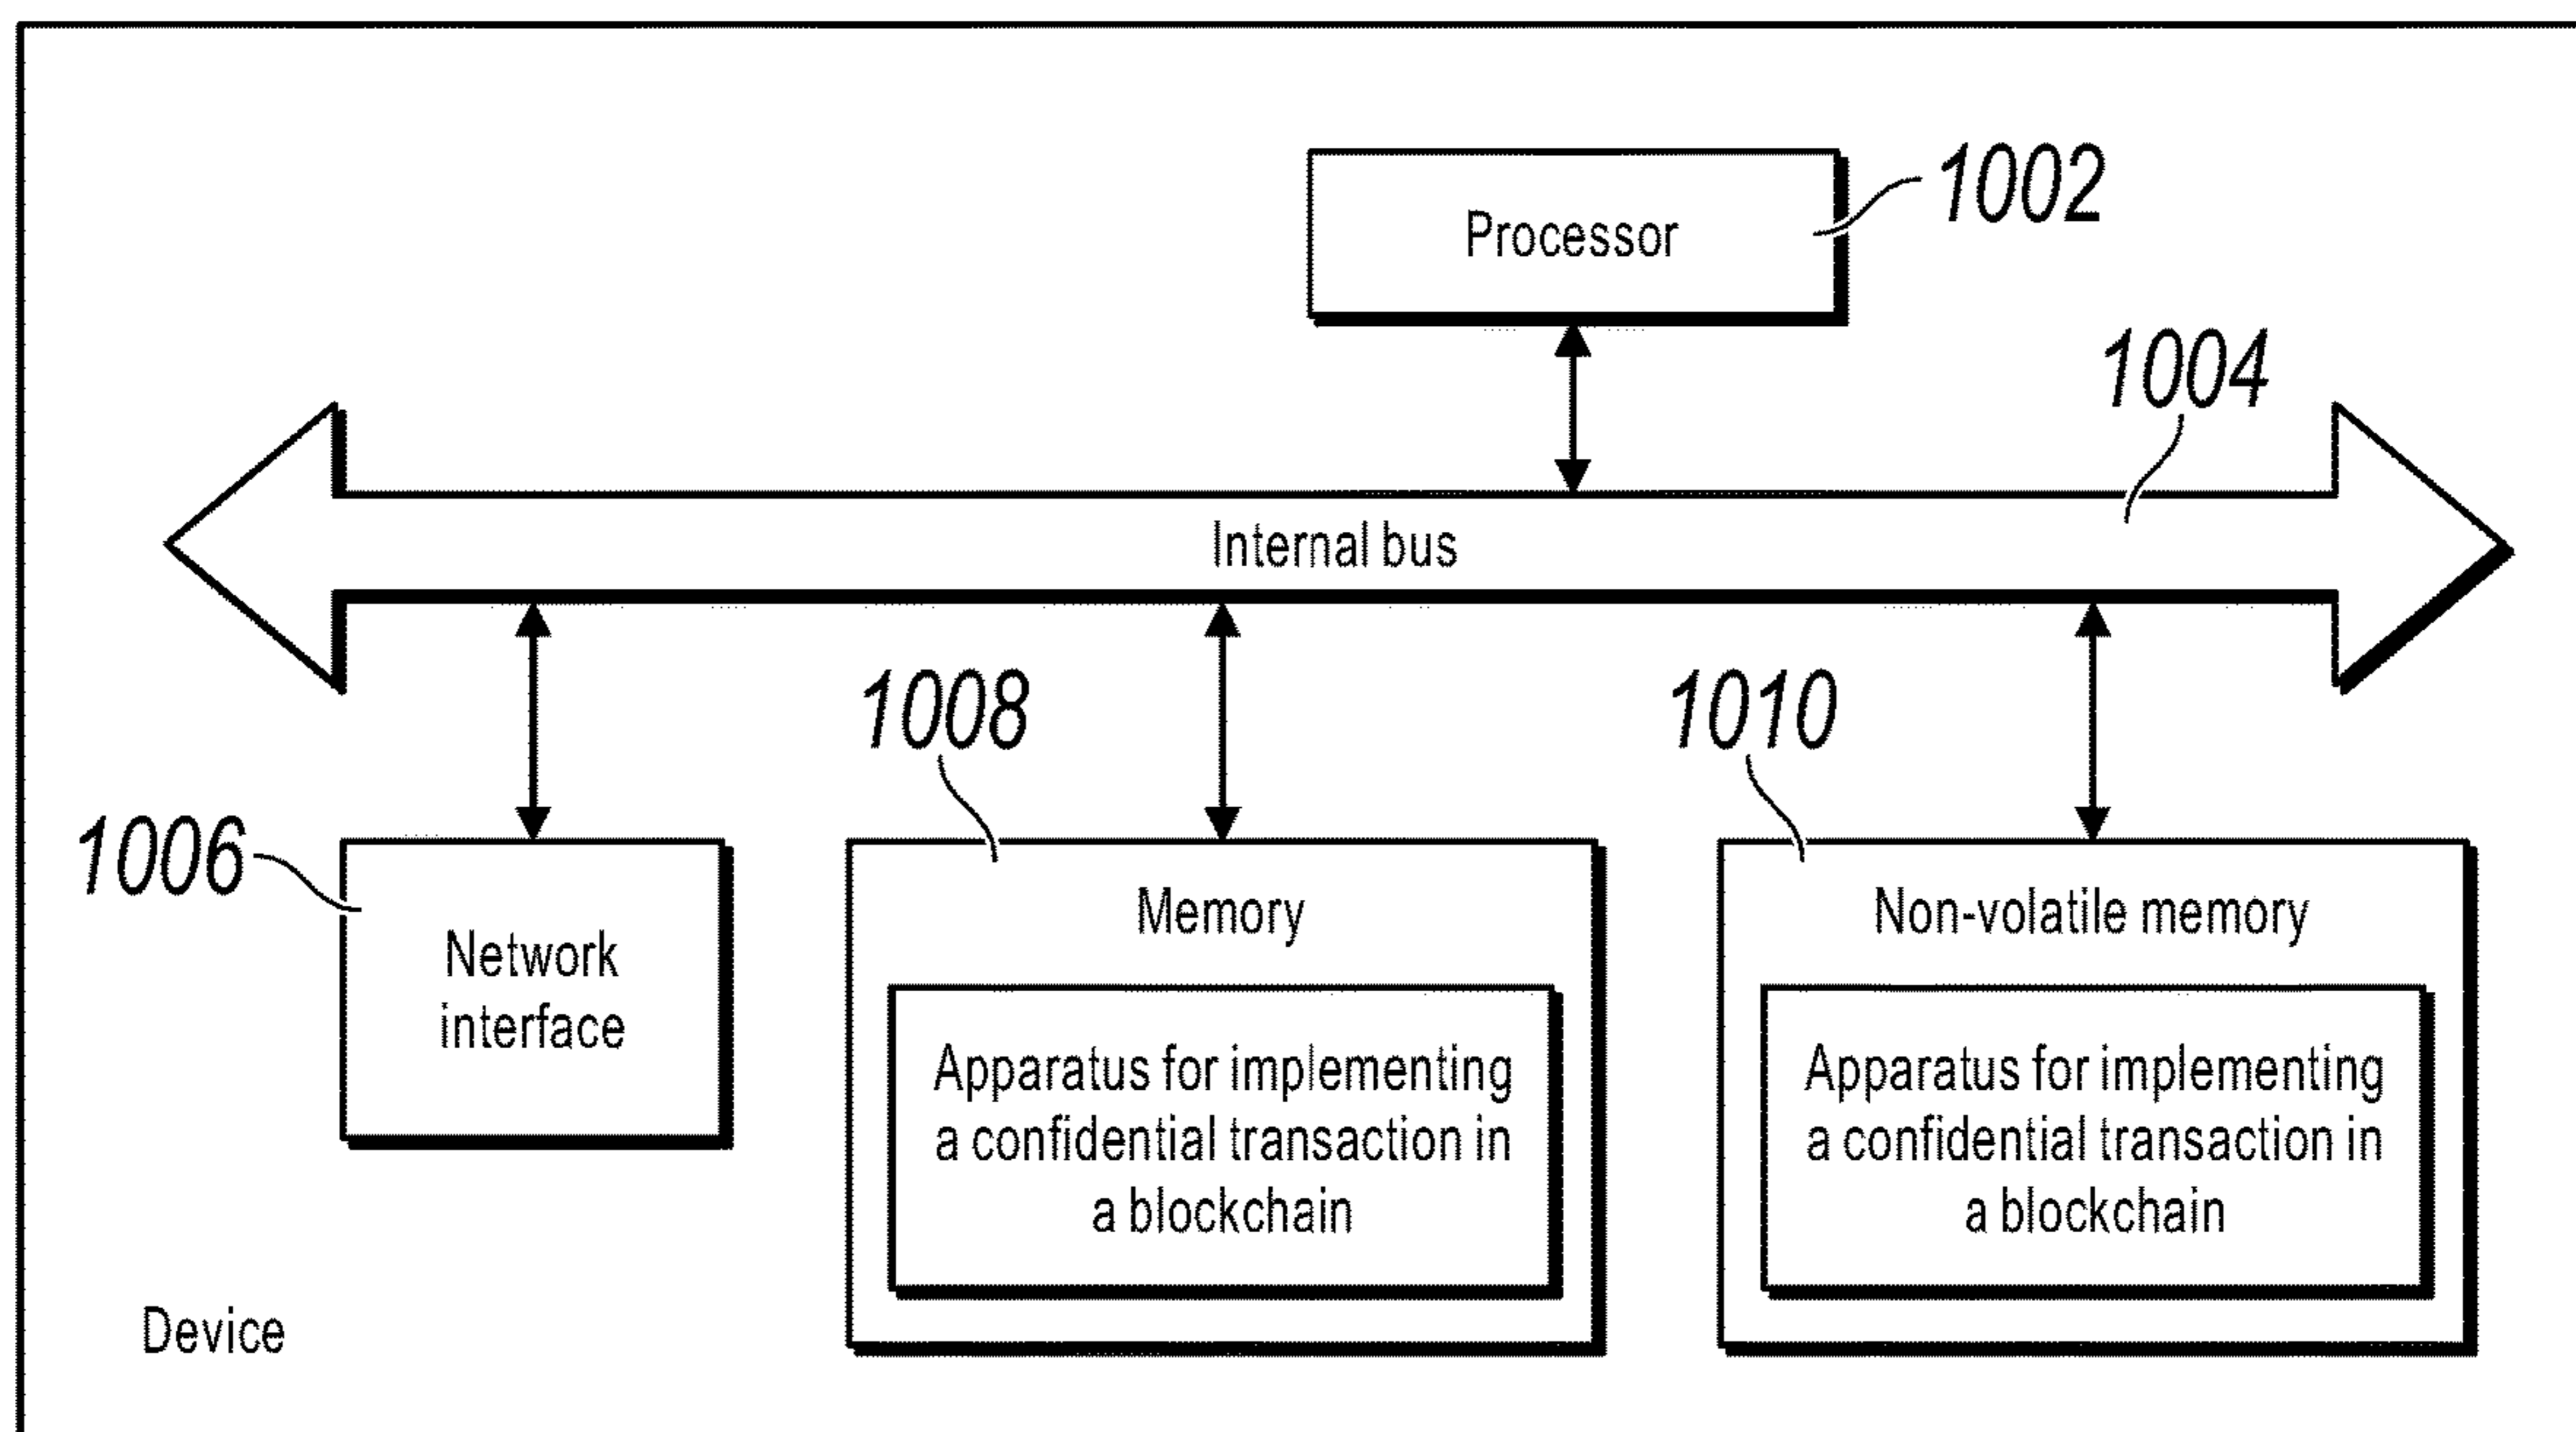 Processor
1002
1004
Internal bus
1008
1010
1006
Network
interface
Memory
Apparatus for implementing
a confidential transaction in
a blockchain
Non-volatile memory
Apparatus for implementing
a confidential transaction in
a blockchain
Device